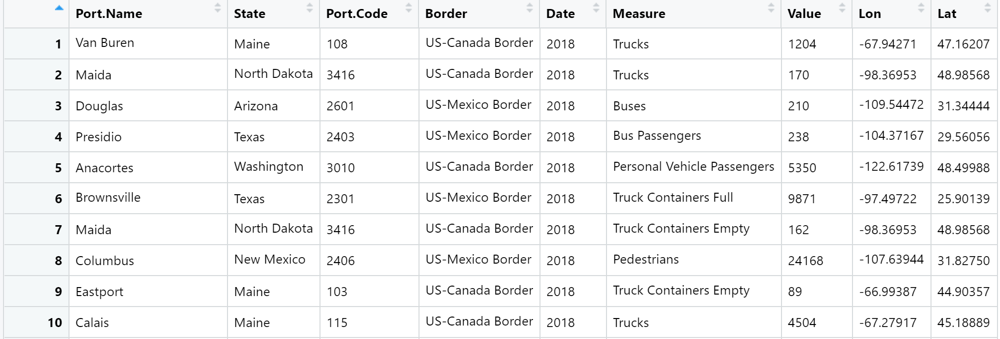 Port.Name State Port.Code Border Date Measure Value Lon Lat
1 Van Buren Maine 108 US-Canada Border 2018 Trucks 1204 -67.94271 47.16207
2 Maida North Dakota 3416 US-Canada Border 2018 Trucks 170 -98.36953 48.98568
3 Douglas Arizona 2601 US-Mexico Border 2018 Buses 210 -109.54472 31.34444
4 Presidio Texas 2403 US-Mexico Border 2018 Bus Passengers 238 -104.37167 29.56056
5 Anacortes Washington 3010 US-Canada Border 2018 Personal Vehicle Passengers 5350 -122.61739 48.49988
6 Brownsville Texas 2301 US-Mexico Border 2018 Truck Containers Full 9871 -97.49722 25.90139
7 Maida North Dakota 3416 US-Canada Border 2018 Truck Containers Empty 162 -98.36953 48.98568
8 Columbus New Mexico 2406 US-Mexico Border 2018 Pedestrians 24168 -107.63944 31.82750
9 Eastport Maine 103 US-Canada Border 2018 Truck Containers Empty 89 -66.99387 44.90357
10 Calais Maine 115 US-Canada Border 2018 Trucks 4504 -67.27917 45.18889